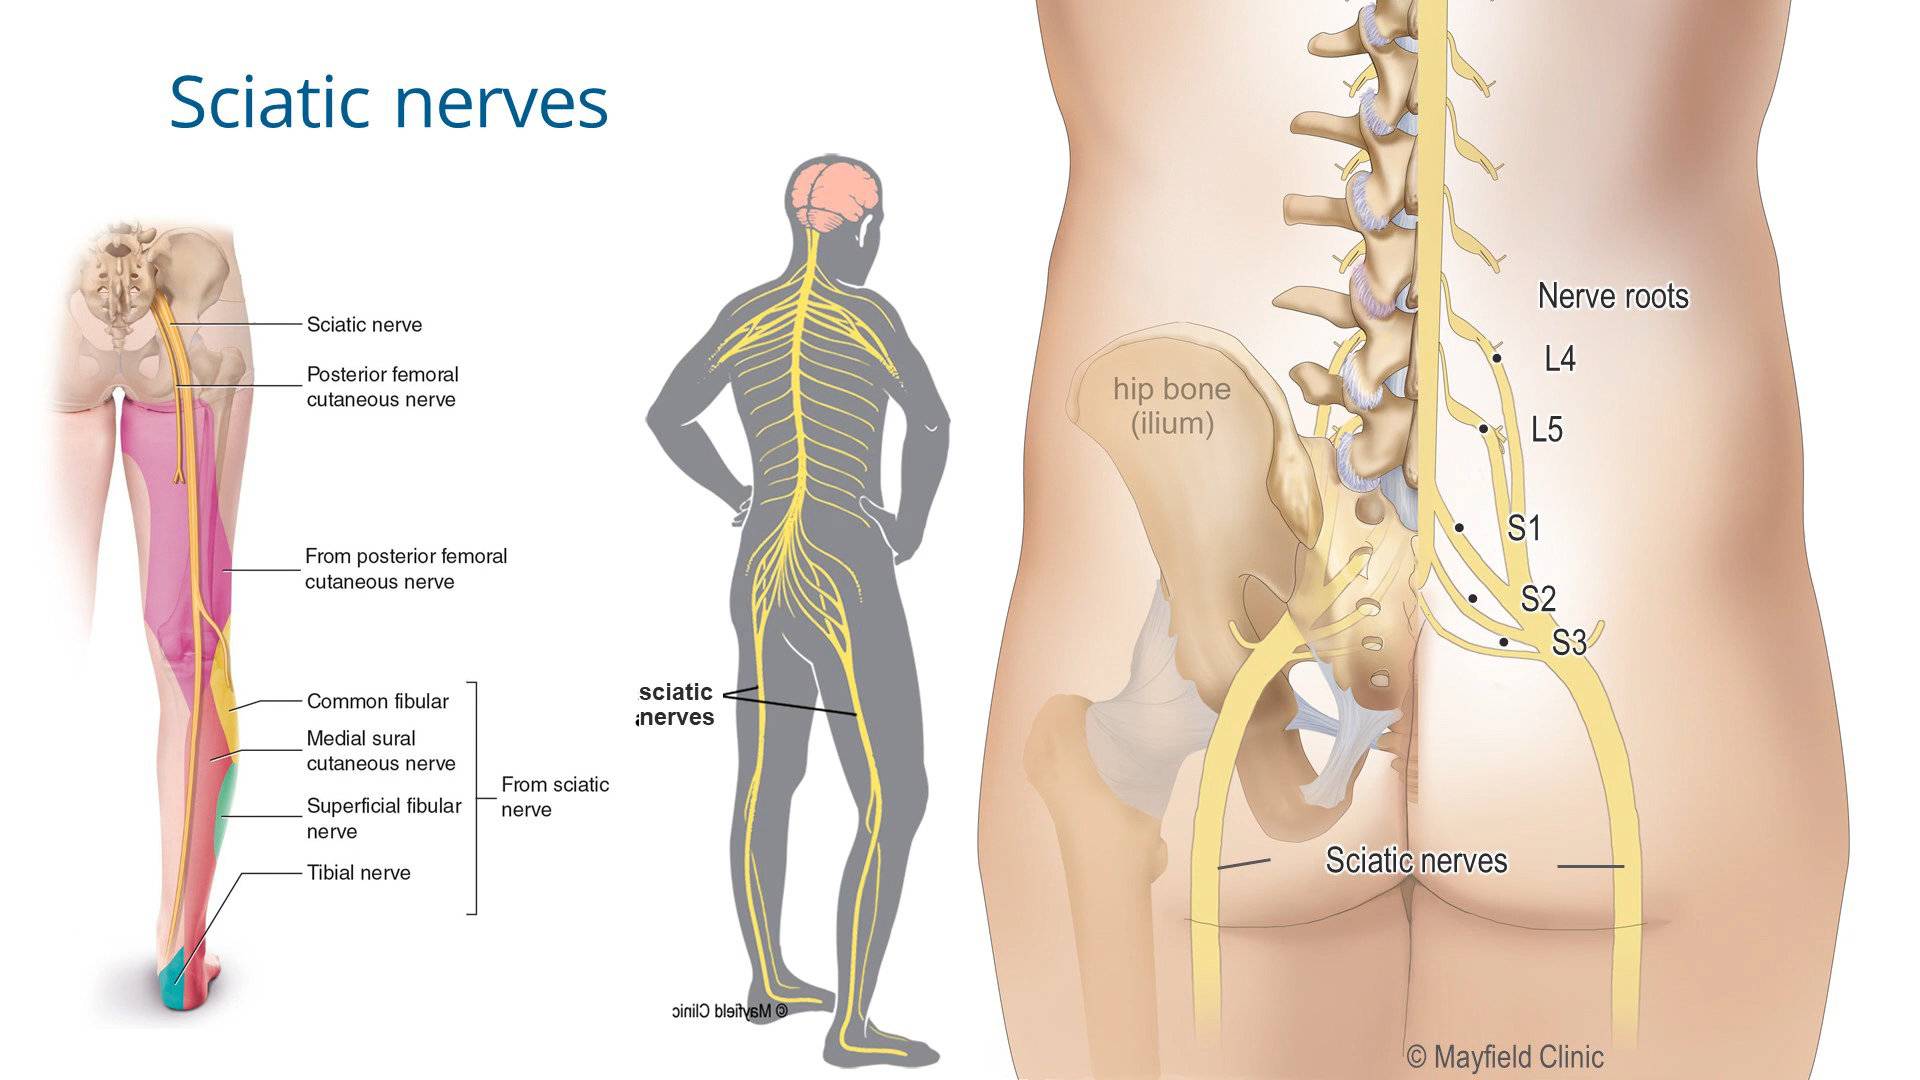 Sciatic nerves
Sciatic nerve
Posterior femoral
cutaneous nerve
From posterior femoral
cutaneous nerve
Common fibular
Medial sural
cutaneous nerve
Superficial fibular
nerve
Tibial nerve
From sciatic
nerve
sciatic
nerves
© Mayfield Clinic
hip bone
(ilium)
Nerve roots
L4
L5
S1
S2
S3
Sciatic nerves
© Mayfield Clinic